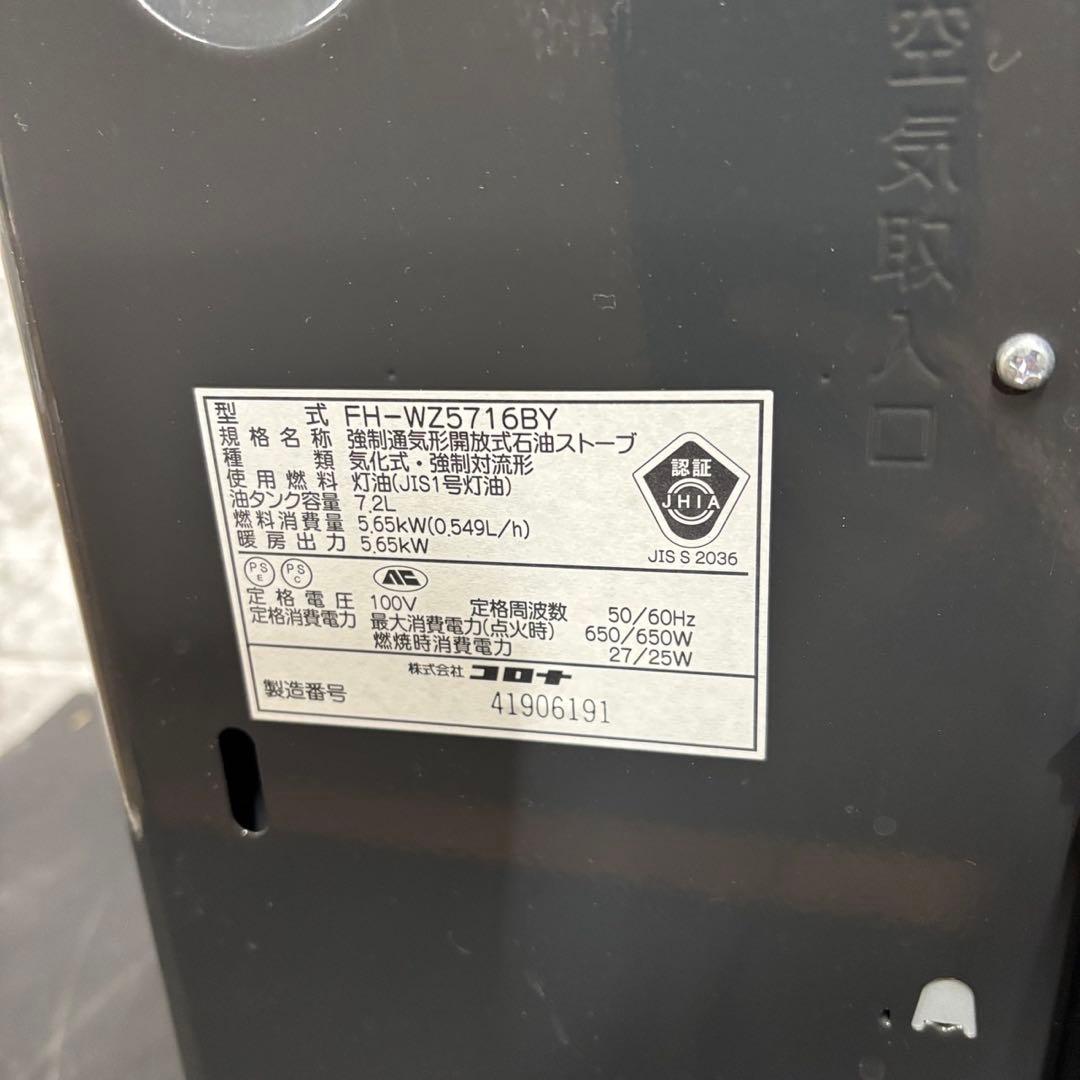 空気取入口
型式 FH-WZ5716BY
規格名称 強制通気形開放式石油ストーブ
種類 気化式・強制対流形
使用燃料 灯油(JIS1号灯油)
油タンク容量 7.2L
燃料消費量 5.65kW(0.549L/h)
暖房出力 5.65kW
認証
JHIA
JIS S 2036
PS E PS C
定格電圧 100V 定格周波数 50/60Hz
定格消費電力 最大消費電力(点火時) 650/650W
燃焼時消費電力 27/25W
株式会社 コロナ
製造番号 41906191